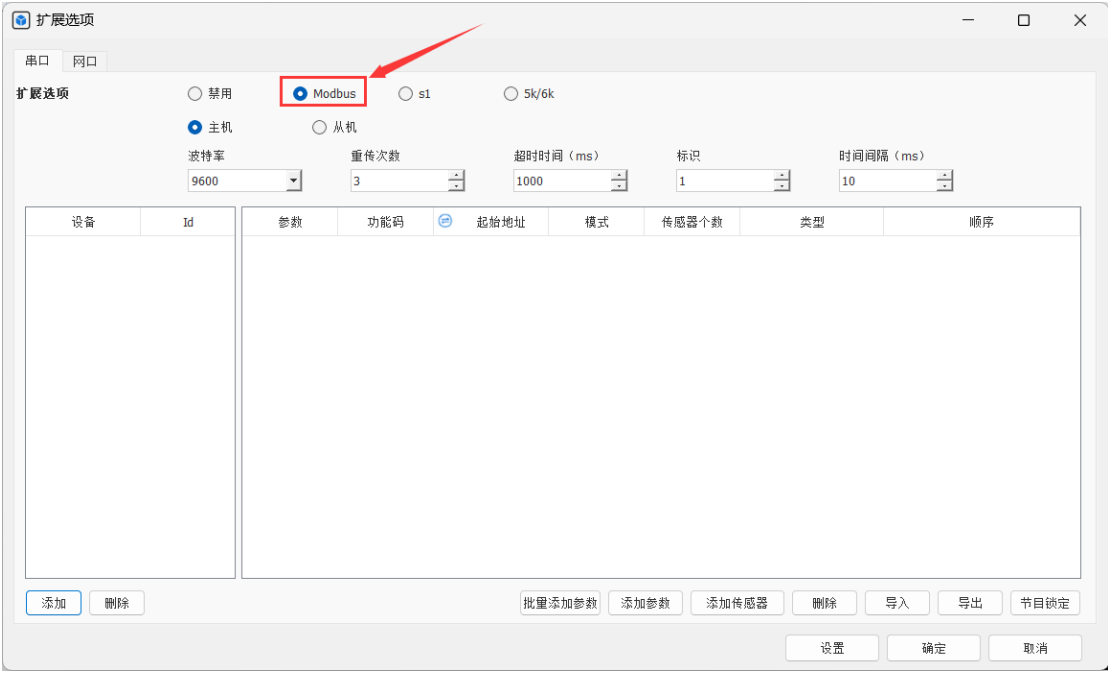 扩展选项
串口 网口
扩展选项 禁用 Modbus s1 5k/6k
主机 从机
波特率 重传次数 超时时间（ms） 标识 时间间隔（ms）
9600 3 1000 1 10
设备 Id 参数 功能码 起始地址 模式 传感器个数 类型 顺序
添加 删除 批量添加参数 添加参数 添加传感器 删除 导入 导出 节目锁定
设置 确定 取消